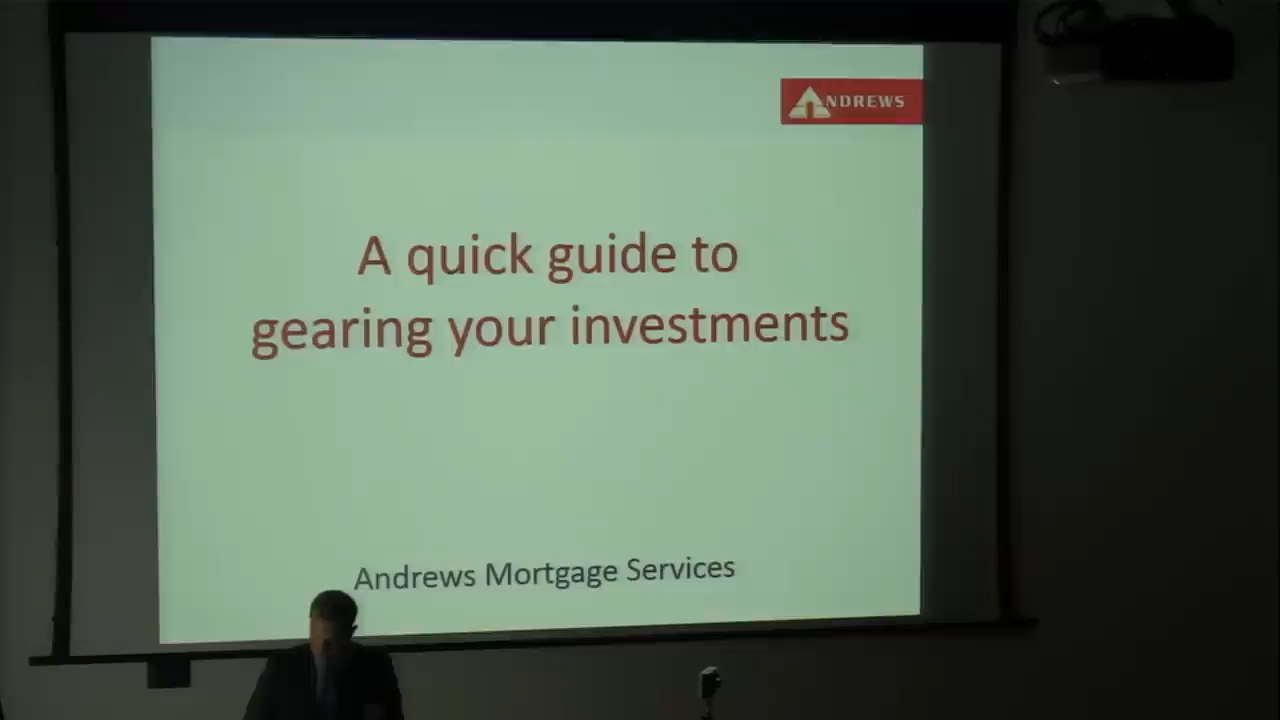 ANDREWS
A quick guide to
gearing your investments
Andrews Mortgage Services